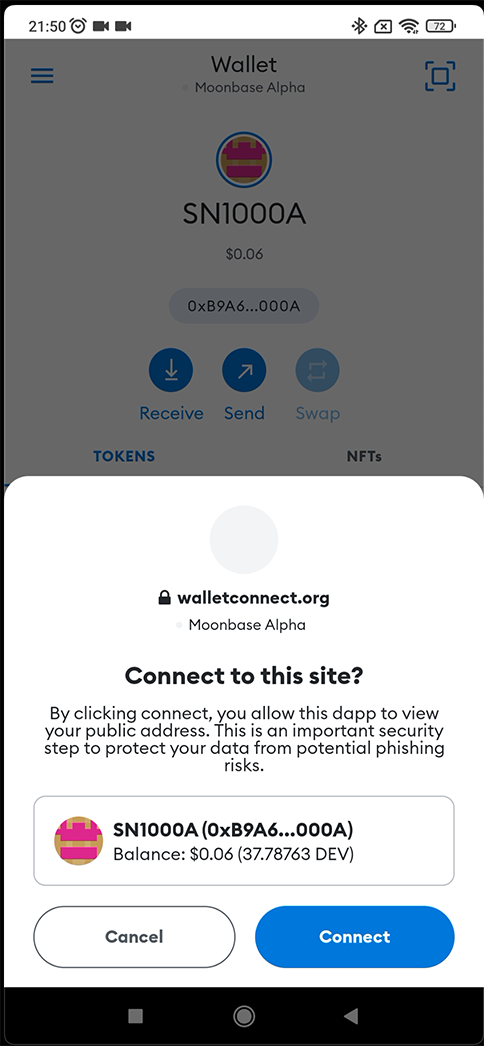 21:50 72
Wallet
Moonbase Alpha
SN1000A
$0.06
0xB9A6...000A
Receive Send Swap
TOKENS NFTs
walletconnect.org
Moonbase Alpha
Connect to this site?
By clicking connect, you allow this dapp to view
your public address. This is an important security
step to protect your data from potential phishing
risks.
SN1000A (0xB9A6...000A)
Balance: $0.06 (37.78763 DEV)
Cancel Connect